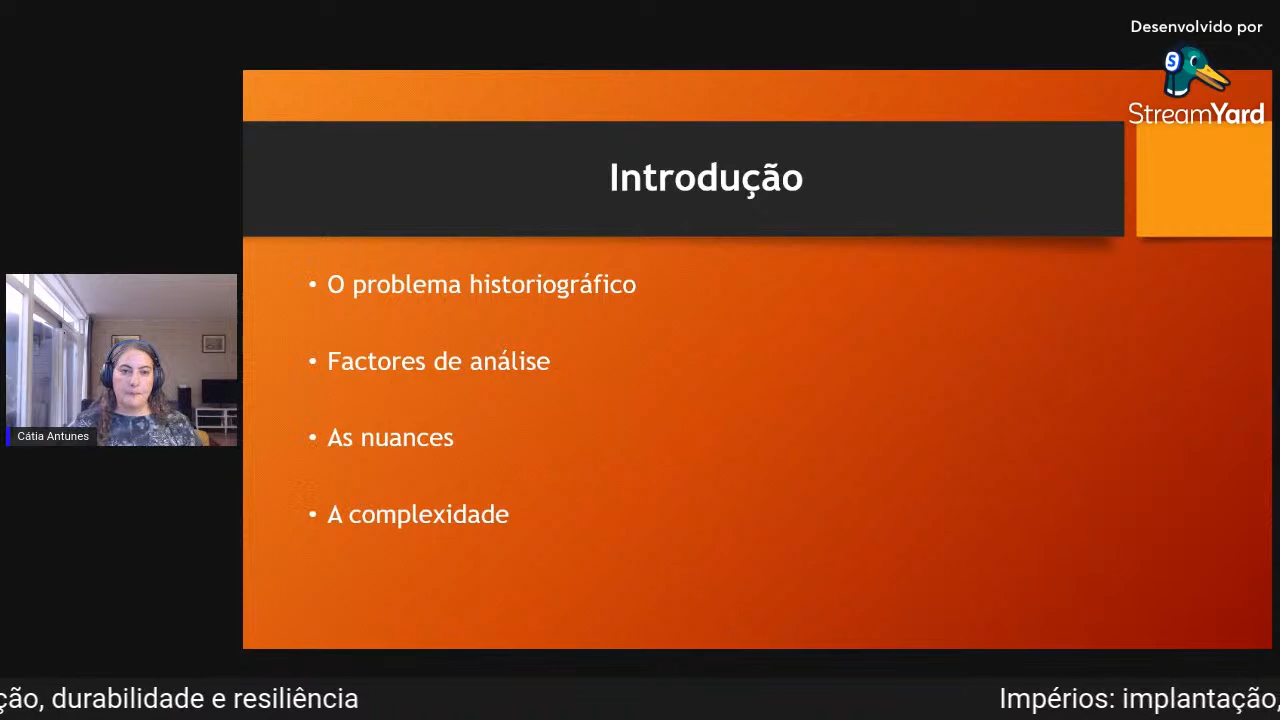 Desenvolvido por
StreamYard
Introdução
• O problema historiográfico
• Factores de análise
• As nuances
• A complexidade
Cátia Antunes
ção, durabilidade e resiliência
Impérios: implantação,